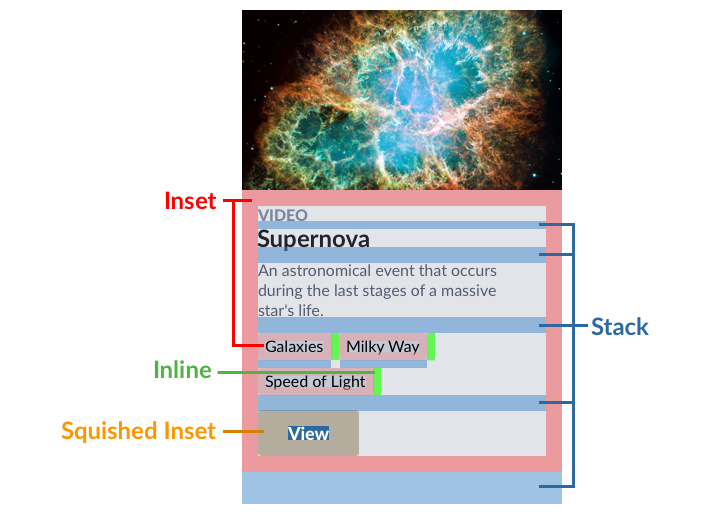 Inset
VIDEO
Supernova
An astronomical event that occurs
during the last stages of a massive
star's life.
Stack
Galaxies Milky Way
Inline
Speed of Light
Squished Inset
View